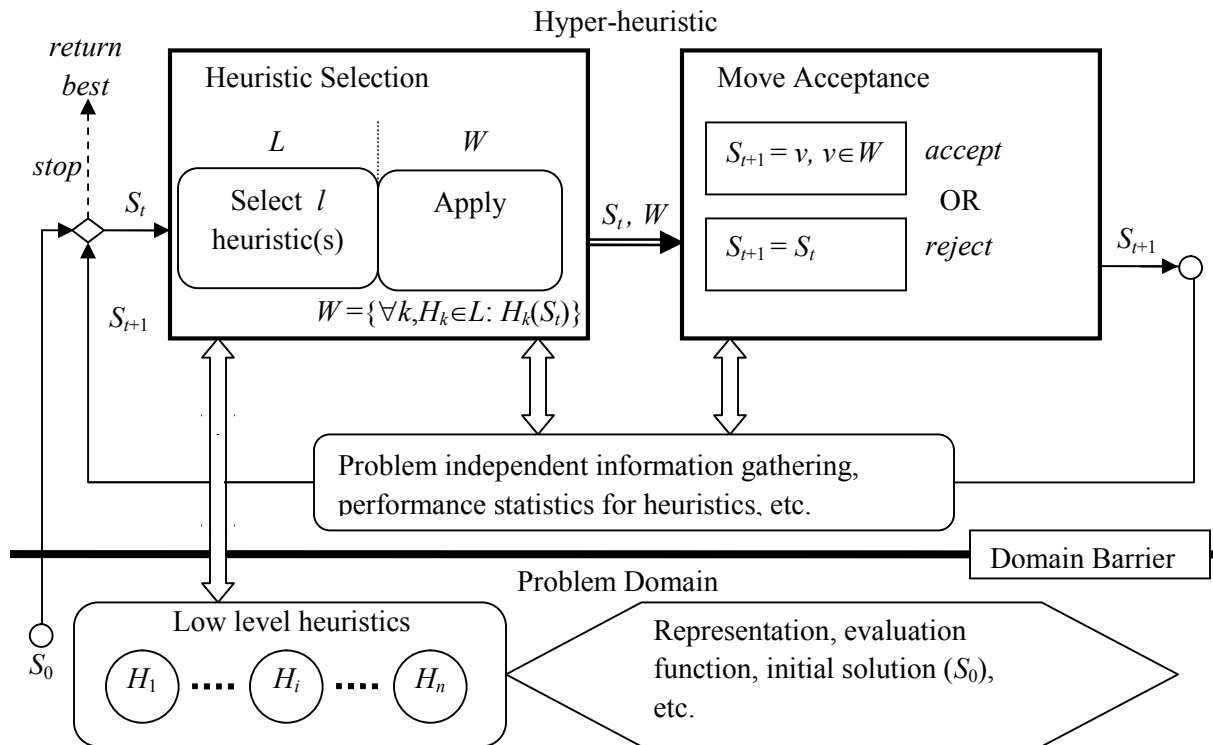 Hyper-heuristic
return
best
stop
S_t
Heuristic Selection
L
W
Select l
heuristic(s)
Apply
W={∀k,H_k∈L: H_k(S_t)}
S_t, W
Move Acceptance
S_{t+1} = v, v∈W
accept
OR
S_{t+1} = S_t
reject
S_{t+1}
S_{t+1}
Problem independent information gathering,
performance statistics for heuristics, etc.
Domain Barrier
Problem Domain
S_0
Low level heuristics
H_1 ..... H_i ..... H_n
Representation, evaluation
function, initial solution (S_0),
etc.